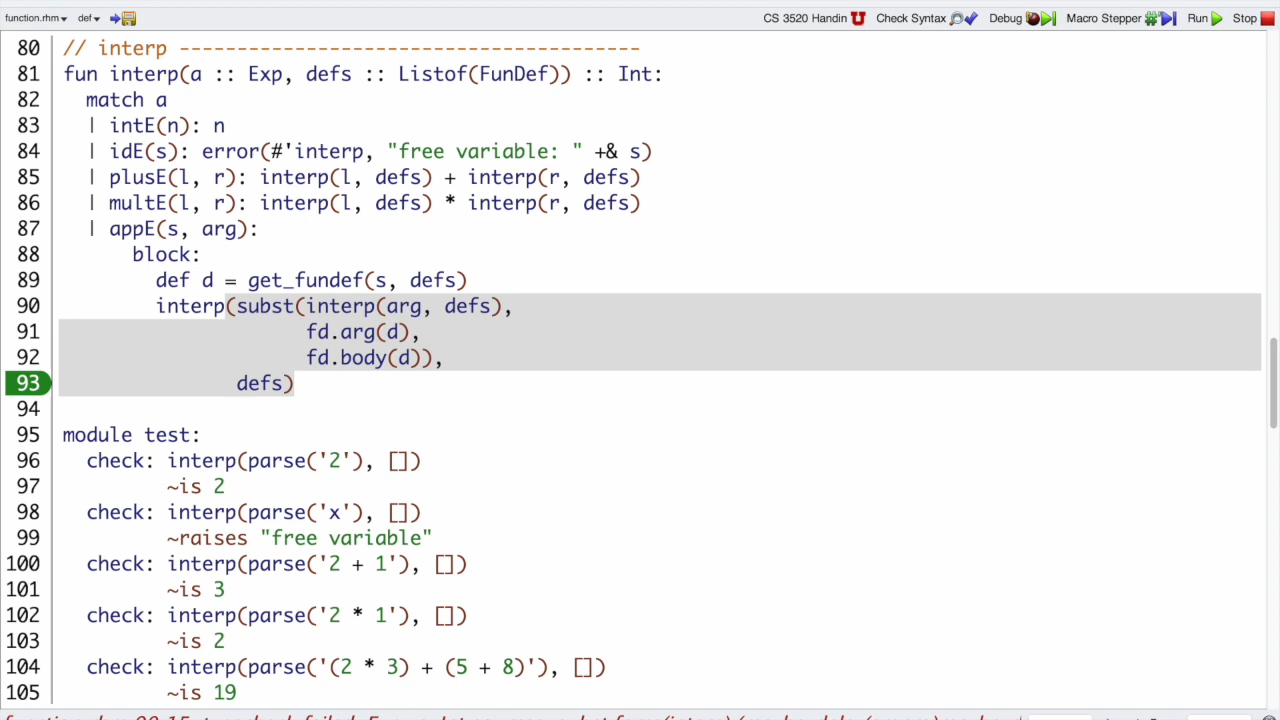 function.rhm def CS 3520 Handin Check Syntax Debug Macro Stepper Run Stop
80 // interp ----------------------------------------
81 fun interp(a :: Exp, defs :: Listof(FunDef)) :: Int:
82   match a
83   | intE(n): n
84   | idE(s): error(#'interp, "free variable: " +& s)
85   | plusE(l, r): interp(l, defs) + interp(r, defs)
86   | multE(l, r): interp(l, defs) * interp(r, defs)
87   | appE(s, arg):
88       block:
89         def d = get_fundef(s, defs)
90         interp(subst(interp(arg, defs),
91                      fd.arg(d),
92                      fd.body(d)),
93                defs)
94
95 module test:
96   check: interp(parse('2'), [])
97          ~is 2
98   check: interp(parse('x'), [])
99          ~raises "free variable"
100   check: interp(parse('2 + 1'), [])
101          ~is 3
102   check: interp(parse('2 * 1'), [])
103          ~is 2
104   check: interp(parse('(2 * 3) + (5 + 8)'), [])
105          ~is 19